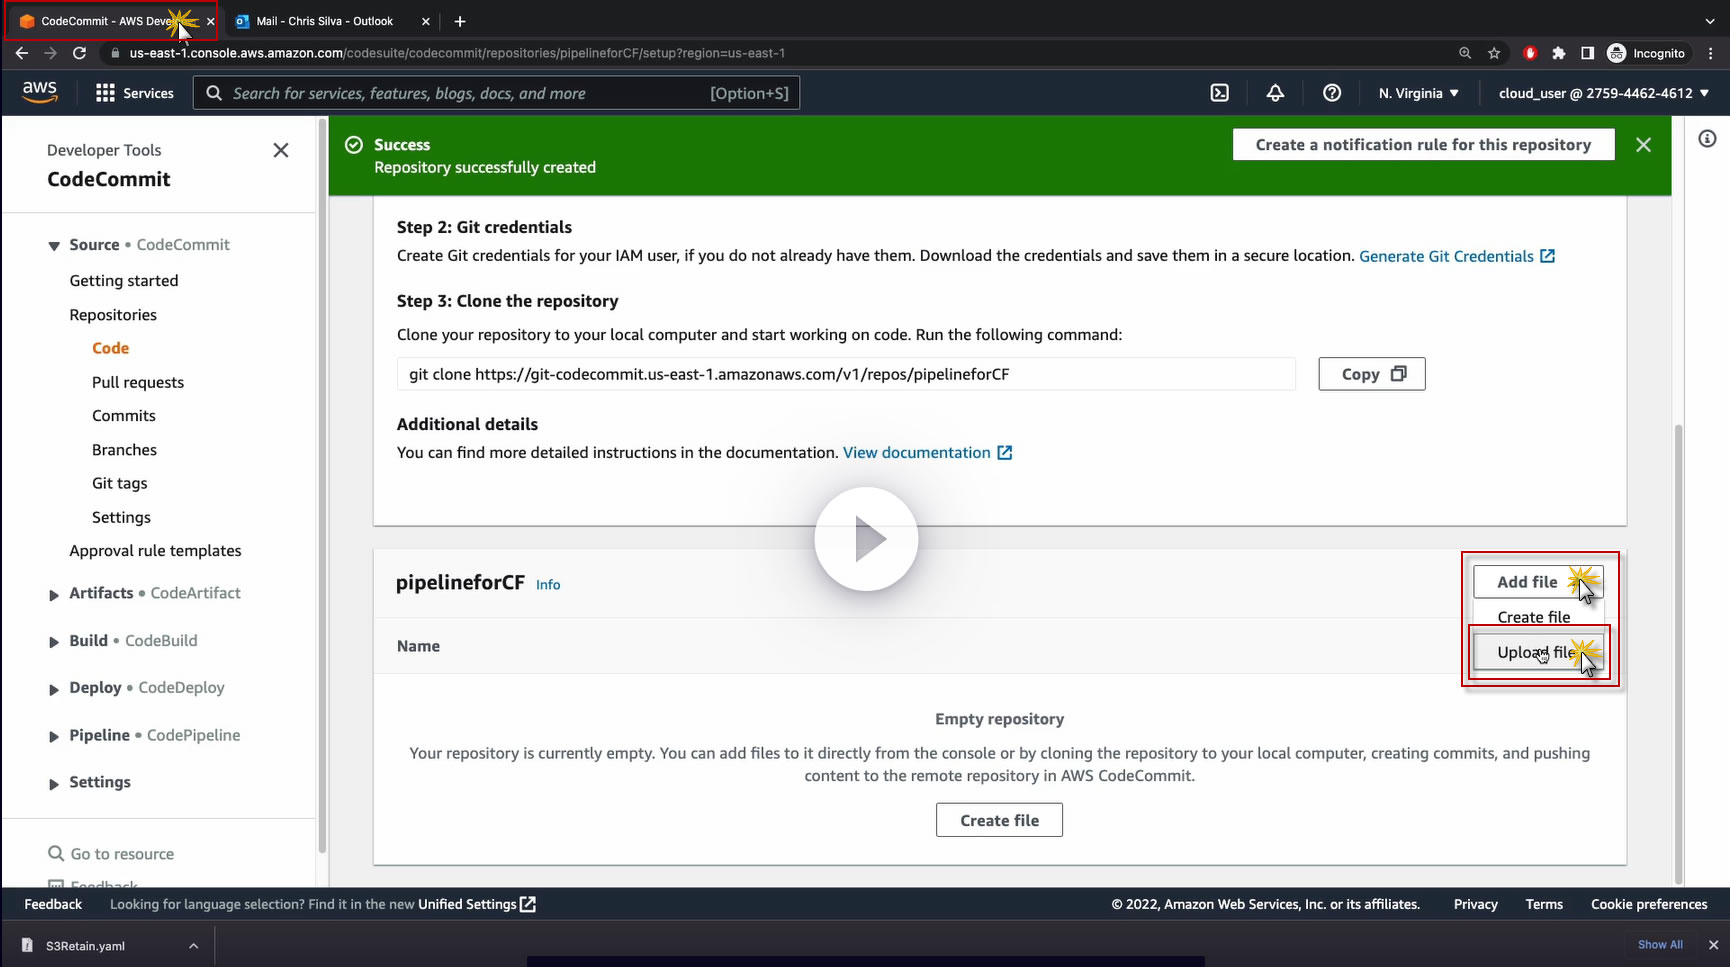 CodeCommit - AWS Deve
Mail - Chris Silva - Outlook
us-east-1.console.aws.amazon.com/codesuite/codecommit/repositories/pipelineforCF/setup?region=us-east-1
Incognito
aws
Services
Search for services, features, blogs, docs, and more
[Option+S]
N. Virginia
cloud_user @ 2759-4462-4612
Developer Tools
CodeCommit
Source • CodeCommit
Getting started
Repositories
Code
Pull requests
Commits
Branches
Git tags
Settings
Approval rule templates
Artifacts • CodeArtifact
Build • CodeBuild
Deploy • CodeDeploy
Pipeline • CodePipeline
Settings
Go to resource
Feedback
Success
Repository successfully created
Create a notification rule for this repository
Step 2: Git credentials
Create Git credentials for your IAM user, if you do not already have them. Download the credentials and save them in a secure location. Generate Git Credentials
Step 3: Clone the repository
Clone your repository to your local computer and start working on code. Run the following command:
git clone https://git-codecommit.us-east-1.amazonaws.com/v1/repos/pipelineforCF
Copy
Additional details
You can find more detailed instructions in the documentation. View documentation
pipelineforCF Info
Add file
Create file
Upload file
Name
Empty repository
Your repository is currently empty. You can add files to it directly from the console or by cloning the repository to your local computer, creating commits, and pushing
content to the remote repository in AWS CodeCommit.
Create file
Feedback
Looking for language selection? Find it in the new Unified Settings
© 2022, Amazon Web Services, Inc. or its affiliates.
Privacy
Terms
Cookie preferences
S3Retain.yaml
Show All